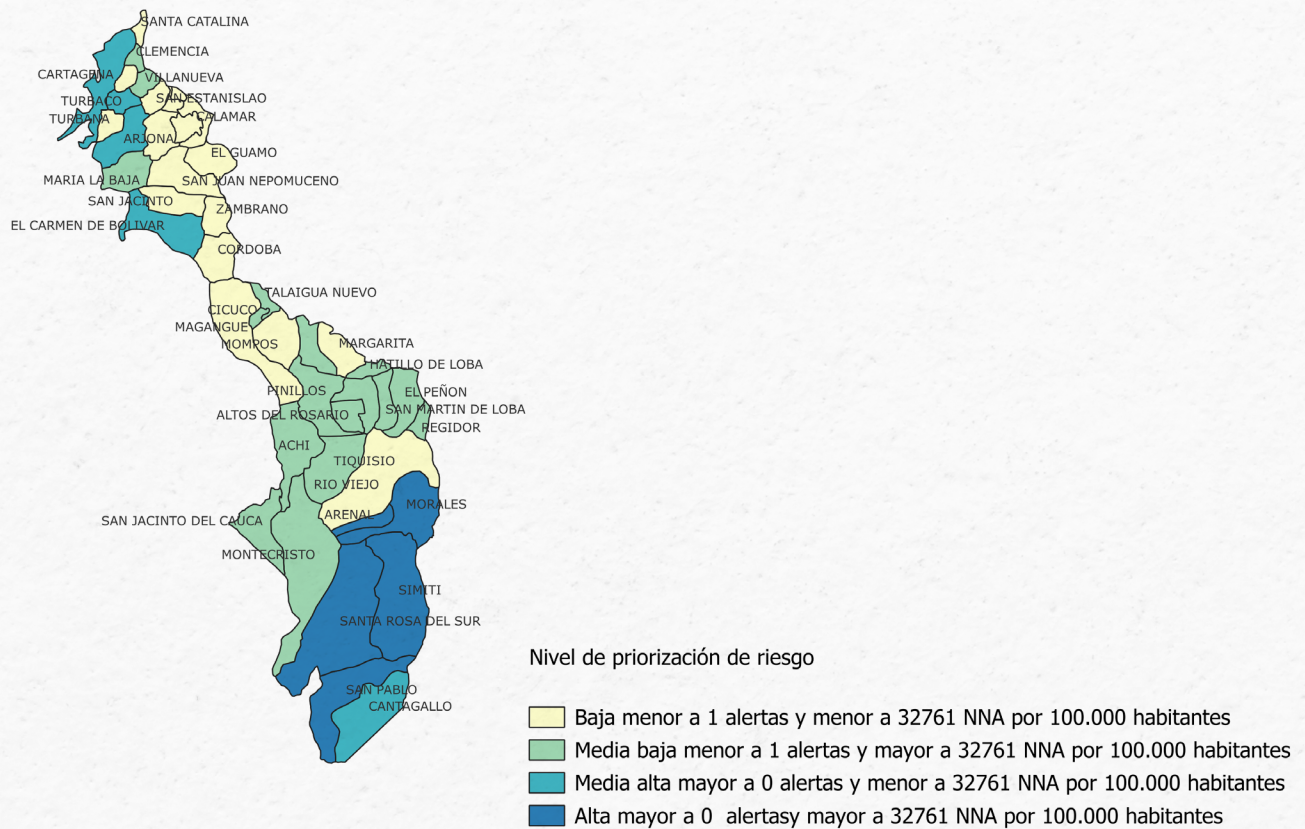 SANTA CATALINA
CLEMENCIA
CARTAGENA
VILLANUEVA
TURBACO
SAN ESTANISLAO
TURBANA
CALAMAR
ARJONA
EL GUAMO
MARIA LA BAJA
SAN JUAN NEPOMUCENO
SAN JACINTO
ZAMBRANO
EL CARMEN DE BOLIVAR
CORDOBA
TALAIGUA NUEVO
CICUCO
MAGANGUE
MOMPOS
MARGARITA
HATILLO DE LOBA
PINILLOS
EL PEÑON
ALTOS DEL ROSARIO
SAN MARTIN DE LOBA
REGIDOR
ACHI
TIQUISIO
RIO VIEJO
MORALES
ARENAL
SAN JACINTO DEL CAUCA
MONTECRISTO
SIMITI
SANTA ROSA DEL SUR
SAN PABLO
CANTAGALLO
Nivel de priorización de riesgo
Baja menor a 1 alertas y menor a 32761 NNA por 100.000 habitantes
Media baja menor a 1 alertas y mayor a 32761 NNA por 100.000 habitantes
Media alta mayor a 0 alertas y menor a 32761 NNA por 100.000 habitantes
Alta mayor a 0  alertasy mayor a 32761 NNA por 100.000 habitantes